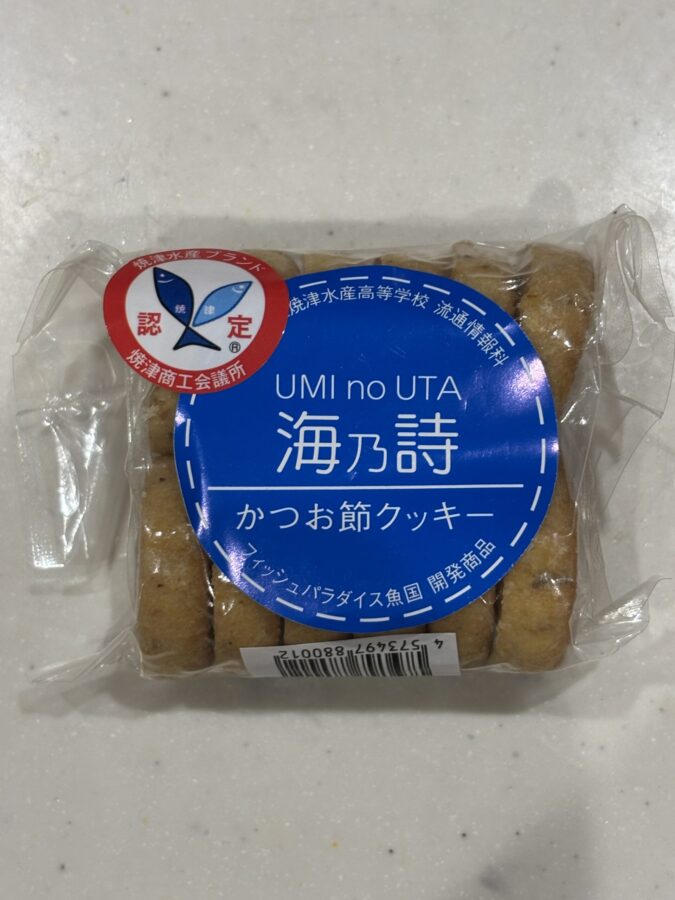 焼津水産ブランド
焼 津
認 定
®
焼津商工会議所
焼津水産高等学校 流通情報科
UMI no UTA
海乃詩
かつお節クッキー
フィッシュパラダイス魚国 開発商品
4 573497 880012